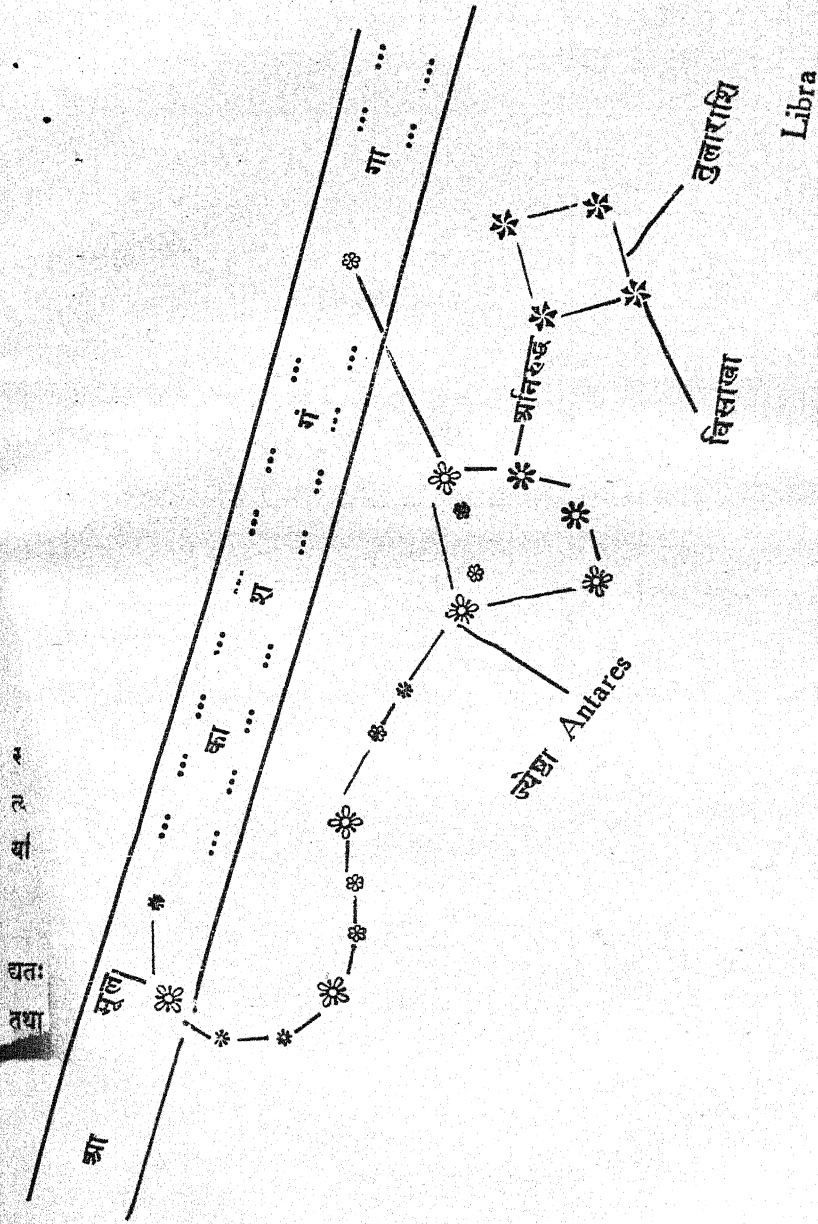 आ का श गं गा
मूल
अनिरुद्ध
तुलाराशि
Libra
विसाखा
ज्येष्ठा Antares
र्या
द्यतः
तथा